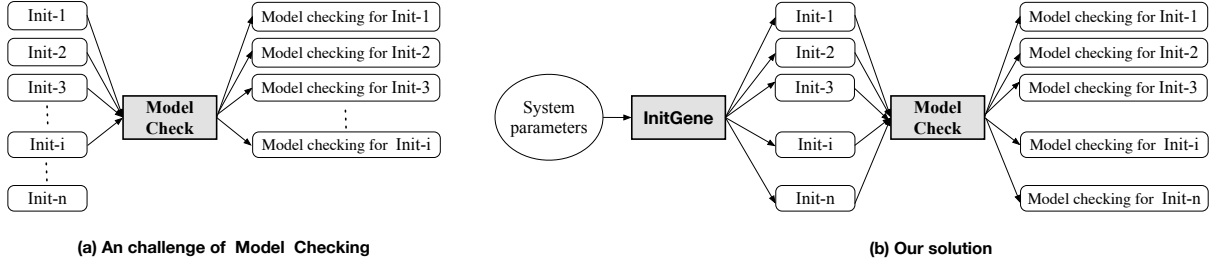 Init-1
Init-2
Init-3
Init-i
Init-n
Model
Check
Model checking for Init-1
Model checking for Init-2
Model checking for Init-3
Model checking for Init-i
(a) An challenge of Model Checking
System
parameters
InitGene
Init-1
Init-2
Init-3
Init-i
Init-n
Model
Check
Model checking for Init-1
Model checking for Init-2
Model checking for Init-3
Model checking for Init-i
Model checking for Init-n
(b) Our solution